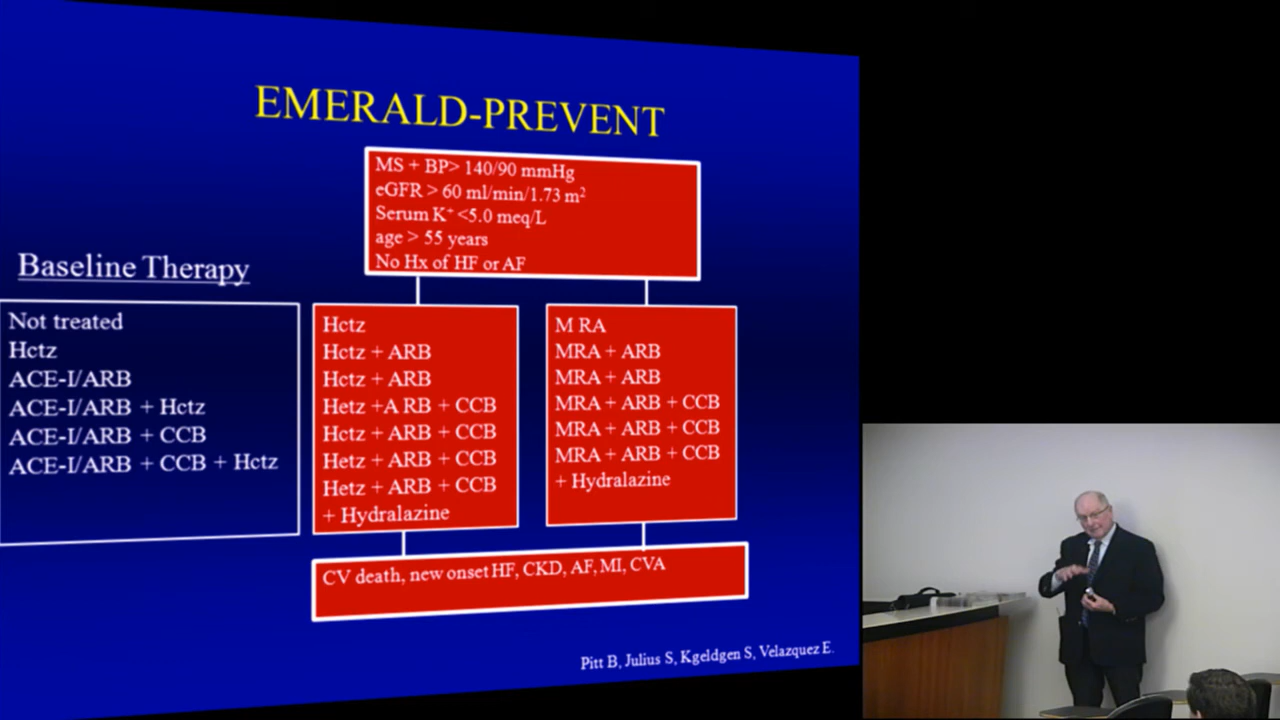 EMERALD-PREVENT
MS + BP> 140/90 mmHg
eGFR > 60 ml/min/1.73 m²
Serum K⁺ <5.0 meq/L
age > 55 years
No Hx of HF or AF
Baseline Therapy
Not treated
Hctz
ACE-I/ARB
ACE-I/ARB + Hctz
ACE-I/ARB + CCB
ACE-I/ARB + CCB + Hctz
Hctz
Hctz + ARB
Hctz + ARB
Hetz +A RB + CCB
Hctz + ARB + CCB
Hetz + ARB + CCB
Hetz + ARB + CCB
+ Hydralazine
M RA
MRA + ARB
MRA + ARB
MRA + ARB + CCB
MRA + ARB + CCB
MRA + ARB + CCB
+ Hydralazine
CV death, new onset HF, CKD, AF, MI, CVA
Pitt B, Julius S, Kgeldgen S, Velazquez E.